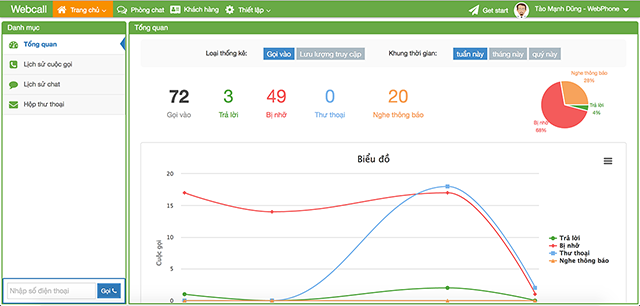 Webcall Trang chủ Phòng chat Khách hàng Thiết lập Get start Tào Mạnh Dũng - WebPhone
Danh mục
Tổng quan
Lịch sử cuộc gọi
Lịch sử chat
Hộp thư thoại
Nhập số điện thoại Gọi
Tổng quan
Loại thống kê: Gọi vào Lưu lượng truy cập Khung thời gian: tuần này tháng này quý này
72 3 49 0 20
Gọi vào Trả lời Bị nhỡ Thư thoại Nghe thông báo
Nghe thông báo
28%
Trả lời
4%
Bị nhỡ
68%
Biểu đồ
Cuộc gọi
20
15
10
5
0
Trả lời
Bị nhỡ
Thư thoại
Nghe thông báo